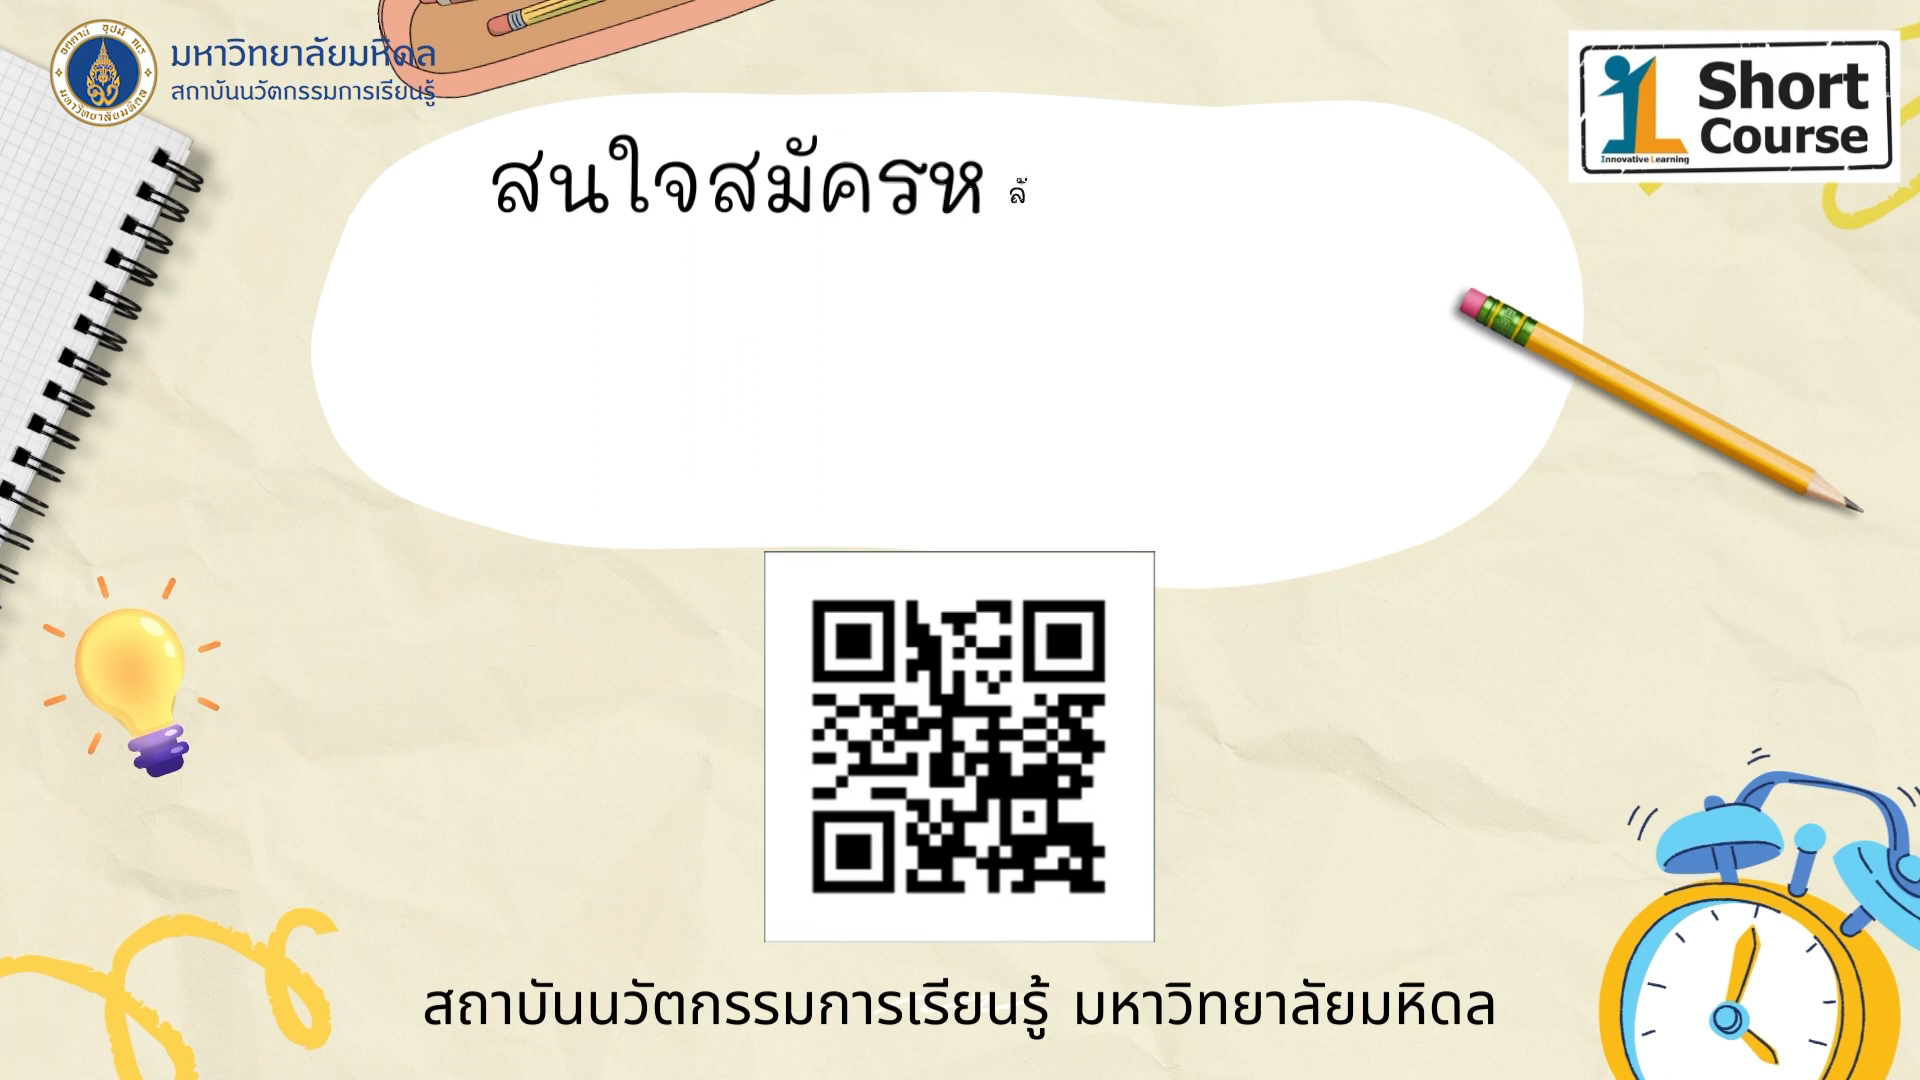 มหาวิทยาลัยมหิดล
สถาบันนวัตกรรมการเรียนรู้
Short
Course
Innovative Learning
สนใจสมัครห ลั
สถาบันนวัตกรรมการเรียนรู้ มหาวิทยาลัยมหิดล